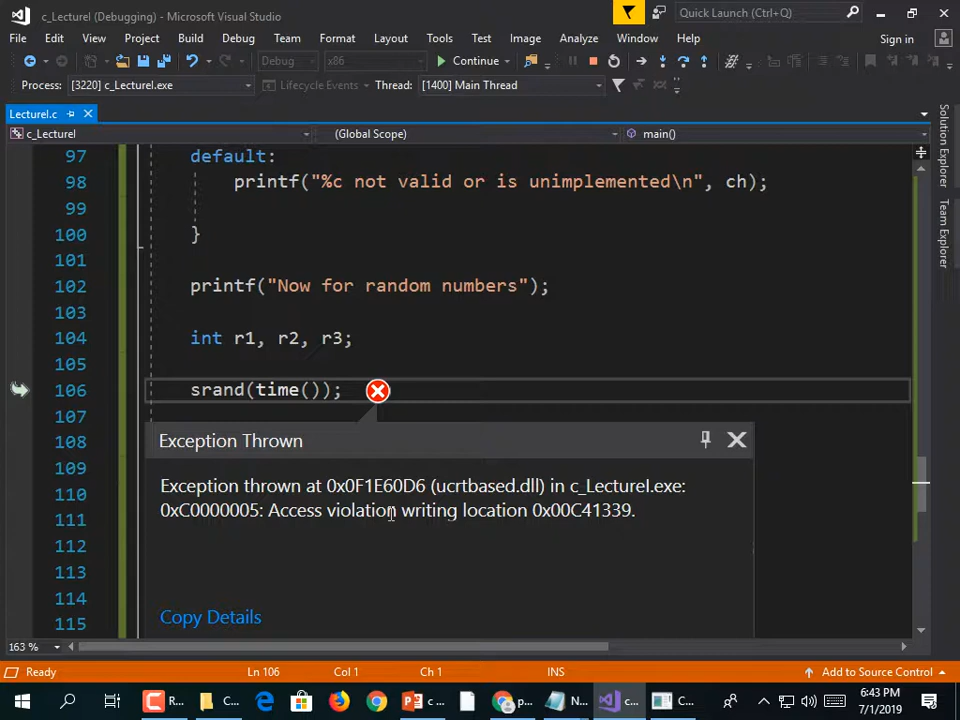 c_Lecturel (Debugging) - Microsoft Visual Studio
Quick Launch (Ctrl+Q)
File Edit View Project Build Debug Team Format Layout Tools Test Image Analyze Window Help Sign in
Debug x86 Continue
Process: [3220] c_Lecturel.exe Lifecycle Events Thread: [1400] Main Thread
Lecturel.c
c_Lecturel (Global Scope) main()
97 default:
98 printf("%c not valid or is unimplemented\n", ch);
99
100 }
101
102 printf("Now for random numbers");
103
104 int r1, r2, r3;
105
106 srand(time());
107
108
109
110
111
112
113
114
115
Exception Thrown
Exception thrown at 0x0F1E60D6 (ucrtbased.dll) in c_Lecturel.exe:
0xC0000005: Access violation writing location 0x00C41339.
Copy Details
Solution Explorer
Team Explorer
163 %
Ready Ln 106 Col 1 Ch 1 INS Add to Source Control
R... C... c ... p... N... c... C...
6:43 PM
7/1/2019